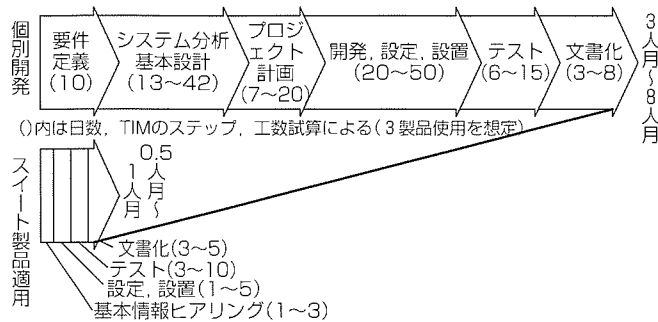 個別開発
要件
定義
(10)
システム分析
基本設計
(13〜42)
プロジ
ェクト
計画
(7〜20)
開発, 設定, 設置
(20〜50)
テスト
(6〜15)
文書化
(3〜8)
3人月〜8人月
()内は日数, TIMのステップ, 工数試算による(3製品使用を想定)
スイート製品適用
0.5人月〜
1人月
文書化(3〜5)
テスト(3〜10)
設定, 設置(1〜5)
基本情報ヒアリング(1〜3)